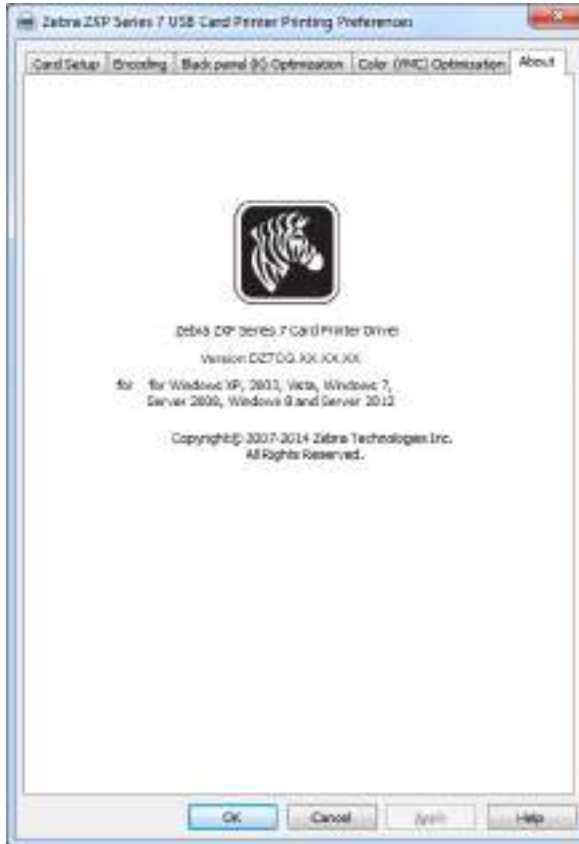 Zebra ZXP Series 7 USB Card Printer Printing Preferences
Card Setup Encoding Black panel (K) Optimization Color (YMC) Optimization About
Zebra ZXP Series 7 Card Printer Driver
Version DZ7CG.XX.XX.XX
for for Windows XP, 2003, Vista, Windows 7,
Server 2008, Windows 8 and Server 2012
Copyright© 2007-2014 Zebra Technologies Inc.
All Rights Reserved.
OK Cancel Apply Help